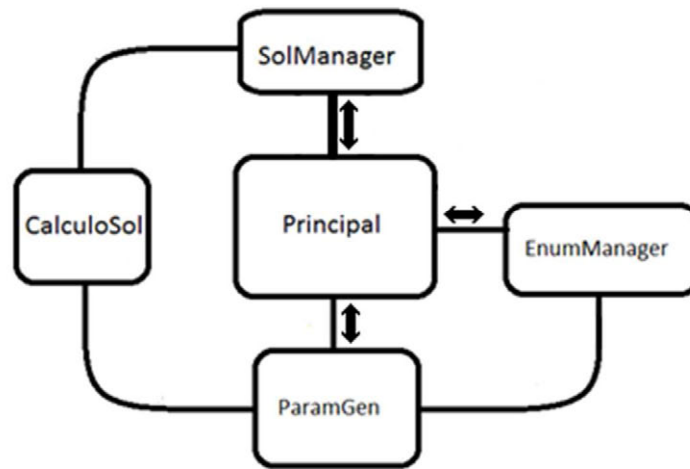 SolManager
CalculoSol
Principal
EnumManager
ParamGen